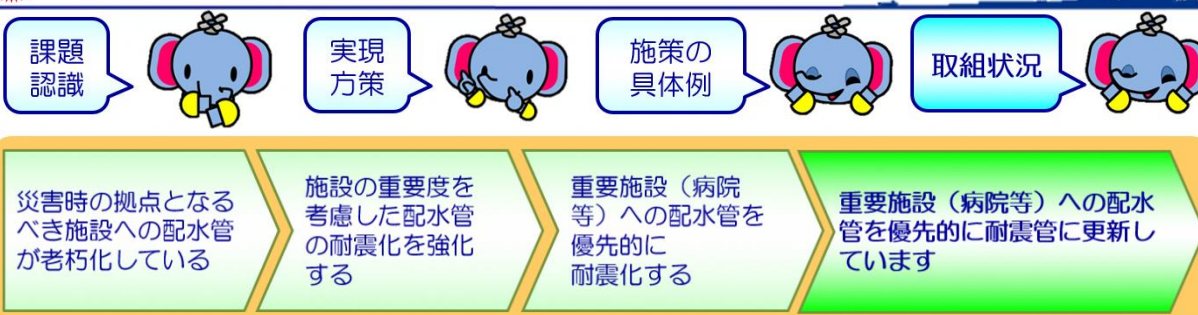 課題
認識
実現
方策
施策の
具体例
取組状況
災害時の拠点となる
べき施設への配水管
が老朽化している
施設の重要度を
考慮した配水管
の耐震化を強化
する
重要施設（病院
等）への配水管を
優先的に
耐震化する
重要施設（病院等）への配水
管を優先的に耐震管に更新し
ています